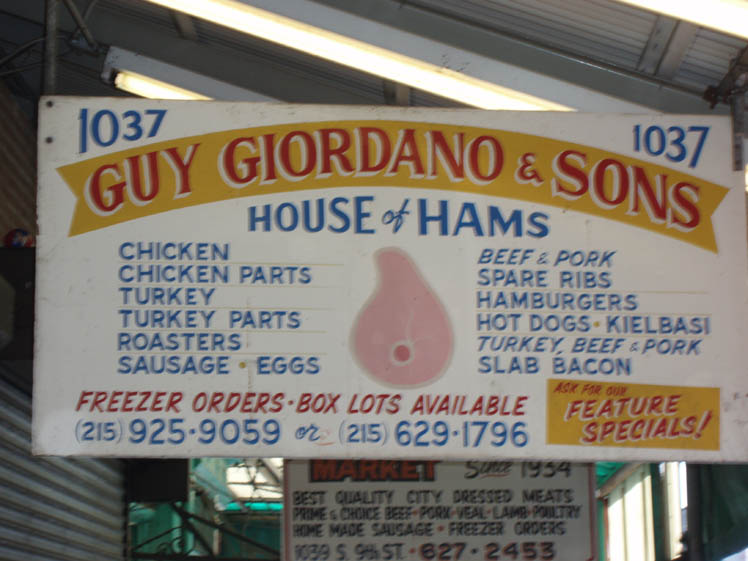 1037 1037
GUY GIORDANO & SONS
HOUSE of HAMS
CHICKEN
CHICKEN PARTS
TURKEY
TURKEY PARTS
ROASTERS
SAUSAGE • EGGS
BEEF & PORK
SPARE RIBS
HAMBURGERS
HOT DOGS • KIELBASI
TURKEY, BEEF & PORK
SLAB BACON
FREEZER ORDERS • BOX LOTS AVAILABLE
(215) 925•9059 or (215) 629•1796
ASK FOR OUR
FEATURE
SPECIALS!
MARKET Since 1934
BEST QUALITY CITY DRESSED MEATS
PRIME & CHOICE BEEF • PORK • VEAL • LAMB • POULTRY
HOME MADE SAUSAGE • FREEZER ORDERS
1039 S. 9th ST. • 627 • 2453